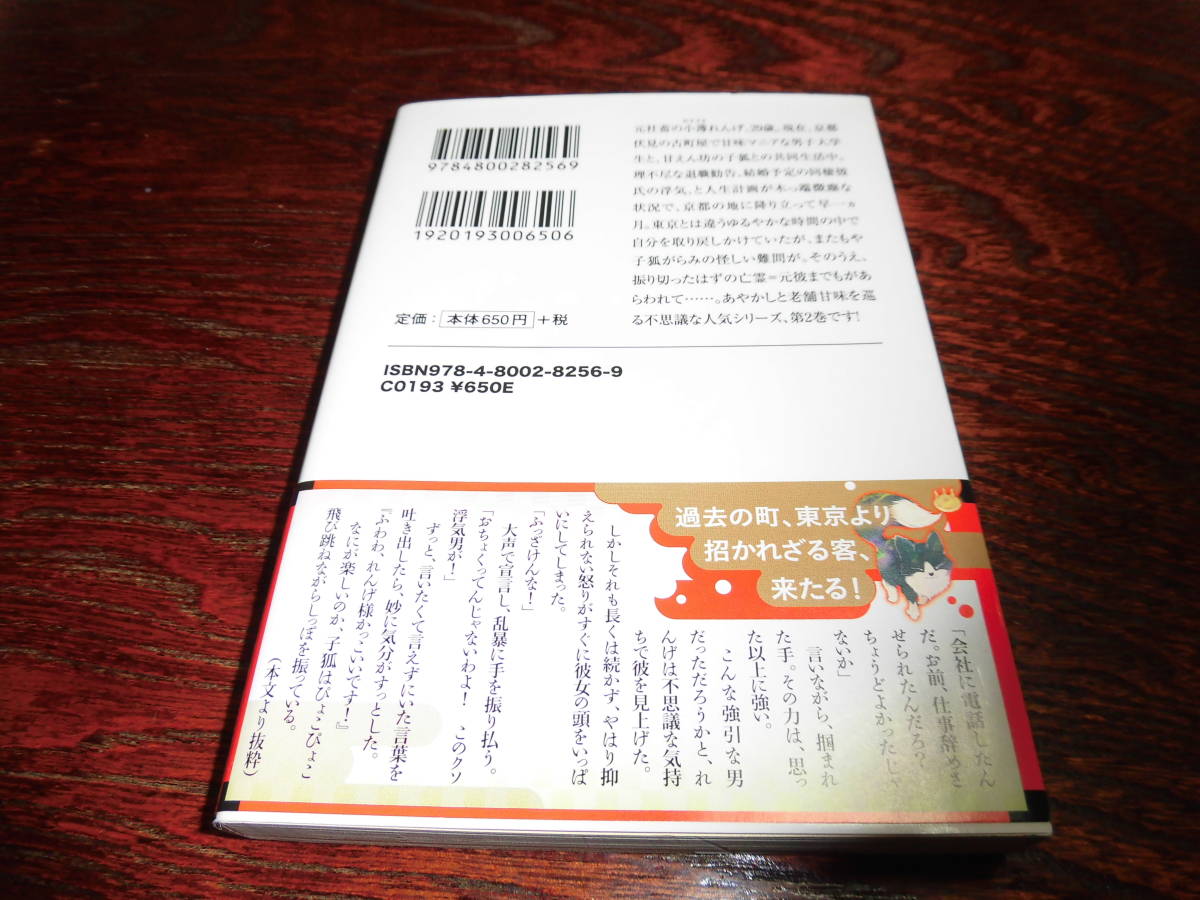 9784800282569
1920193006506
定価：本体650円＋税
元社畜の小薄れんげ、29歳。現在、京都
伏見の古町屋で甘味マニアな男子大学
生と、甘えん坊の子狐との共同生活中。
理不尽な退職勧告、結婚予定の同棲彼
氏の浮気、と人生計画が木っ端微塵な
状況で、京都の地に降り立って早一ヵ
月。東京とは違うゆるやかな時間の中で
自分を取り戻しかけていたが、またもや
子狐がらみの怪しい難問が。そのうえ、
振り切ったはずの亡霊＝元彼までもがあ
らわれて……。あやかしと老舗甘味を巡
る不思議な人気シリーズ、第2巻です！
ISBN978-4-8002-8256-9
C0193 ¥650E
過去の町、東京より
招かれざる客、
来たる！
「会社に電話したん
だ。お前、仕事辞めさ
せられたんだろ？
ちょうどよかったじゃ
ないか」
言いながら、掴まれ
た手。その力は、思っ
た以上に強い。
こんな強引な男
だっただろうかと、れ
んげは不思議な気持
ちで彼を見上げた。
しかしそれも長くは続かず、やはり抑
えられない怒りがすぐに彼女の頭をいっぱ
いにしてしまった。
「ふっざけんな！」
大声で宣言し、乱暴に手を振り払う。
「おちょくってんじゃないわよ！　このクソ
浮気男が！」
ずっと、言いたくて言えずにいた言葉を
吐き出したら、妙に気分がすっとした。
『ふわわ、れんげ様かっこいいです！』
なにが楽しいのか、子狐はぴょこぴょこ
飛び跳ねながらしっぽを振っている。
（本文より抜粋）